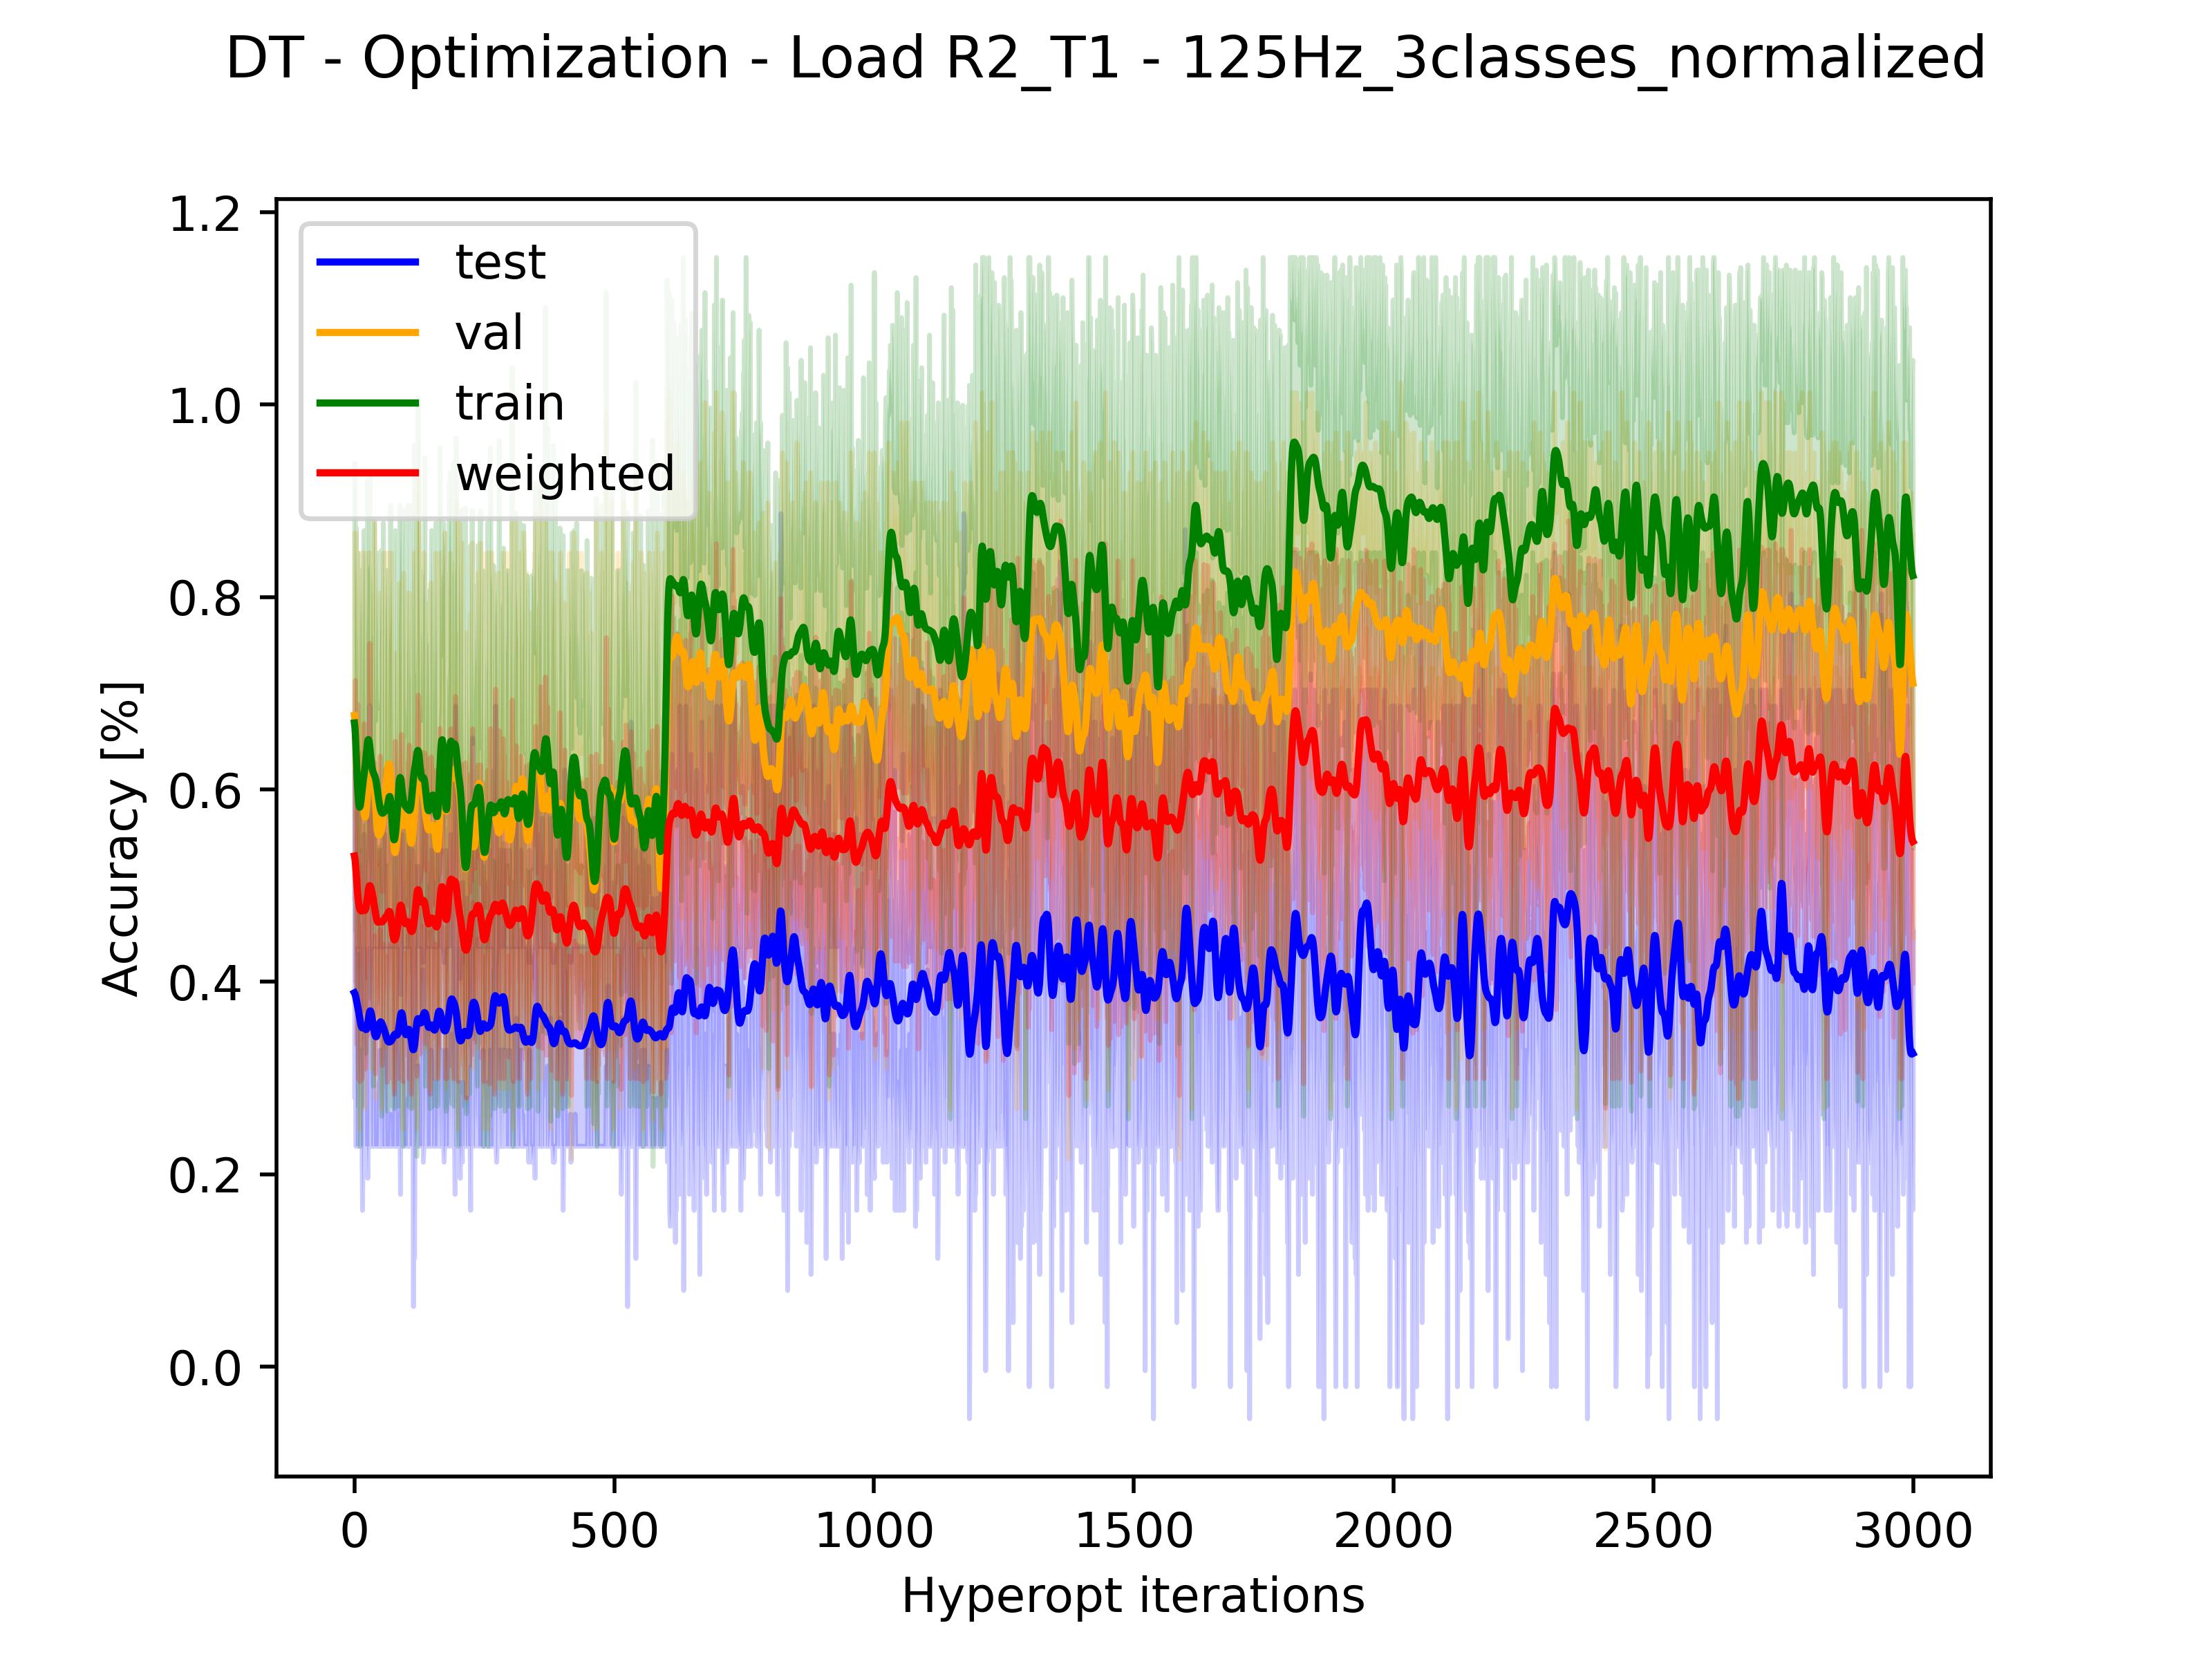 DT - Optimization - Load R2_T1 - 125Hz_3classes_normalized
1.2
1.0
0.8
0.6
0.4
0.2
0.0
Accuracy [%]
test
val
train
weighted
0 500 1000 1500 2000 2500 3000
Hyperopt iterations